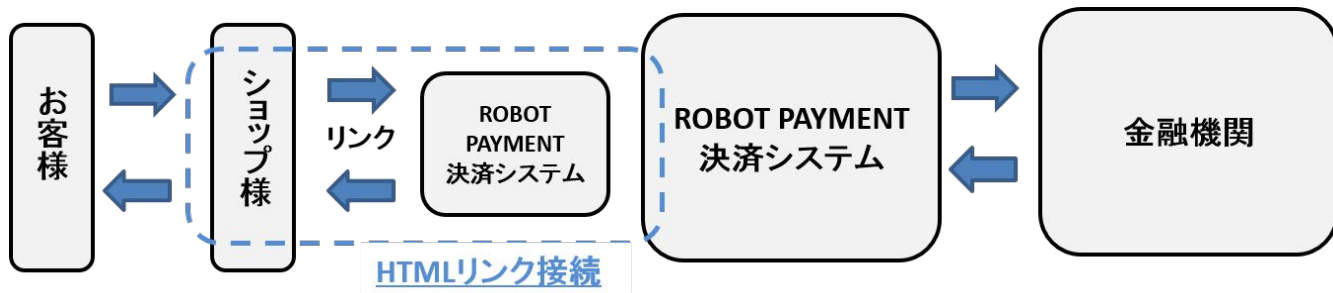 お客様
ショップ様
リンク
ROBOT
PAYMENT
決済システム
ROBOT PAYMENT
決済システム
金融機関
HTMLリンク接続